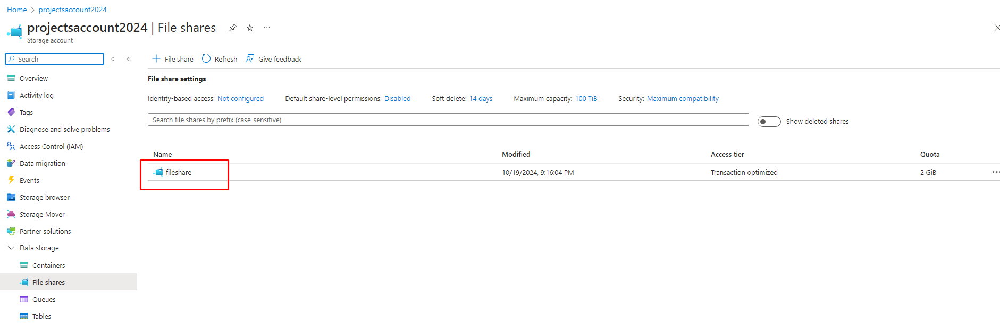 Home > projectsaccount2024
projectsaccount2024 | File shares
Storage account
Search
+ File share Refresh Give feedback
Overview
Activity log
Tags
Diagnose and solve problems
Access Control (IAM)
Data migration
Events
Storage browser
Storage Mover
Partner solutions
Data storage
Containers
File shares
Queues
Tables
File share settings
Identity-based access: Not configured Default share-level permissions: Disabled Soft delete: 14 days Maximum capacity: 100 TiB Security: Maximum compatibility
Search file shares by prefix (case-sensitive) Show deleted shares
Name Modified Access tier Quota
fileshare 10/19/2024, 9:16:04 PM Transaction optimized 2 GiB